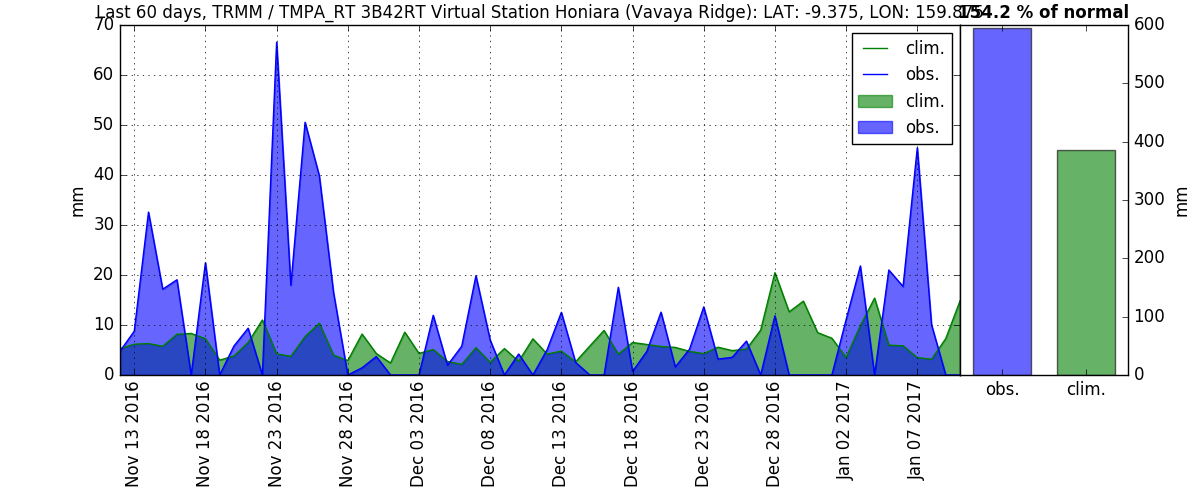 Last 60 days, TRMM / TMPA_RT 3B42RT Virtual Station Honiara (Vavaya Ridge): LAT: -9.375, LON: 159.875
154.2 % of normal
70
60
50
40
30
20
10
0
mm
clim.
obs.
clim.
obs.
Nov 13 2016
Nov 18 2016
Nov 23 2016
Nov 28 2016
Dec 03 2016
Dec 08 2016
Dec 13 2016
Dec 18 2016
Dec 23 2016
Dec 28 2016
Jan 02 2017
Jan 07 2017
600
500
400
300
200
100
0
mm
obs.
clim.